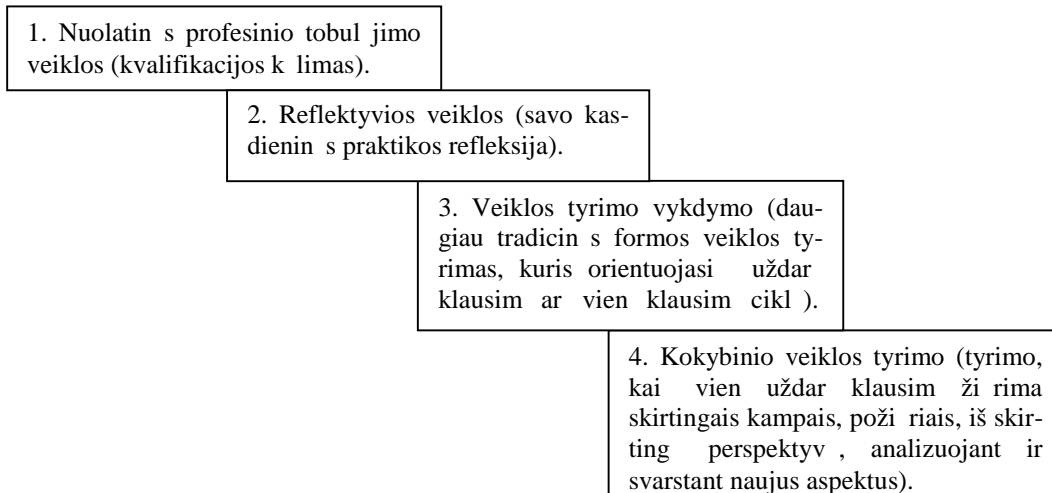 1. Nuolatin s profesinio tobul jimo
veiklos (kvalifikacijos k limas).
2. Reflektyvios veiklos (savo kas-
dienin s praktikos refleksija).
3. Veiklos tyrimo vykdymo (dau-
giau tradicin s formos veiklos ty-
rimas, kuris orientuojasi uždar
klausim ar vien klausim cikl ).
4. Kokybinio veiklos tyrimo (tyrimo,
kai vien uždar klausim ži rima
skirtingais kampais, poži riais, iš skir-
ting perspektyv , analizuojant ir
svarstant naujus aspektus).